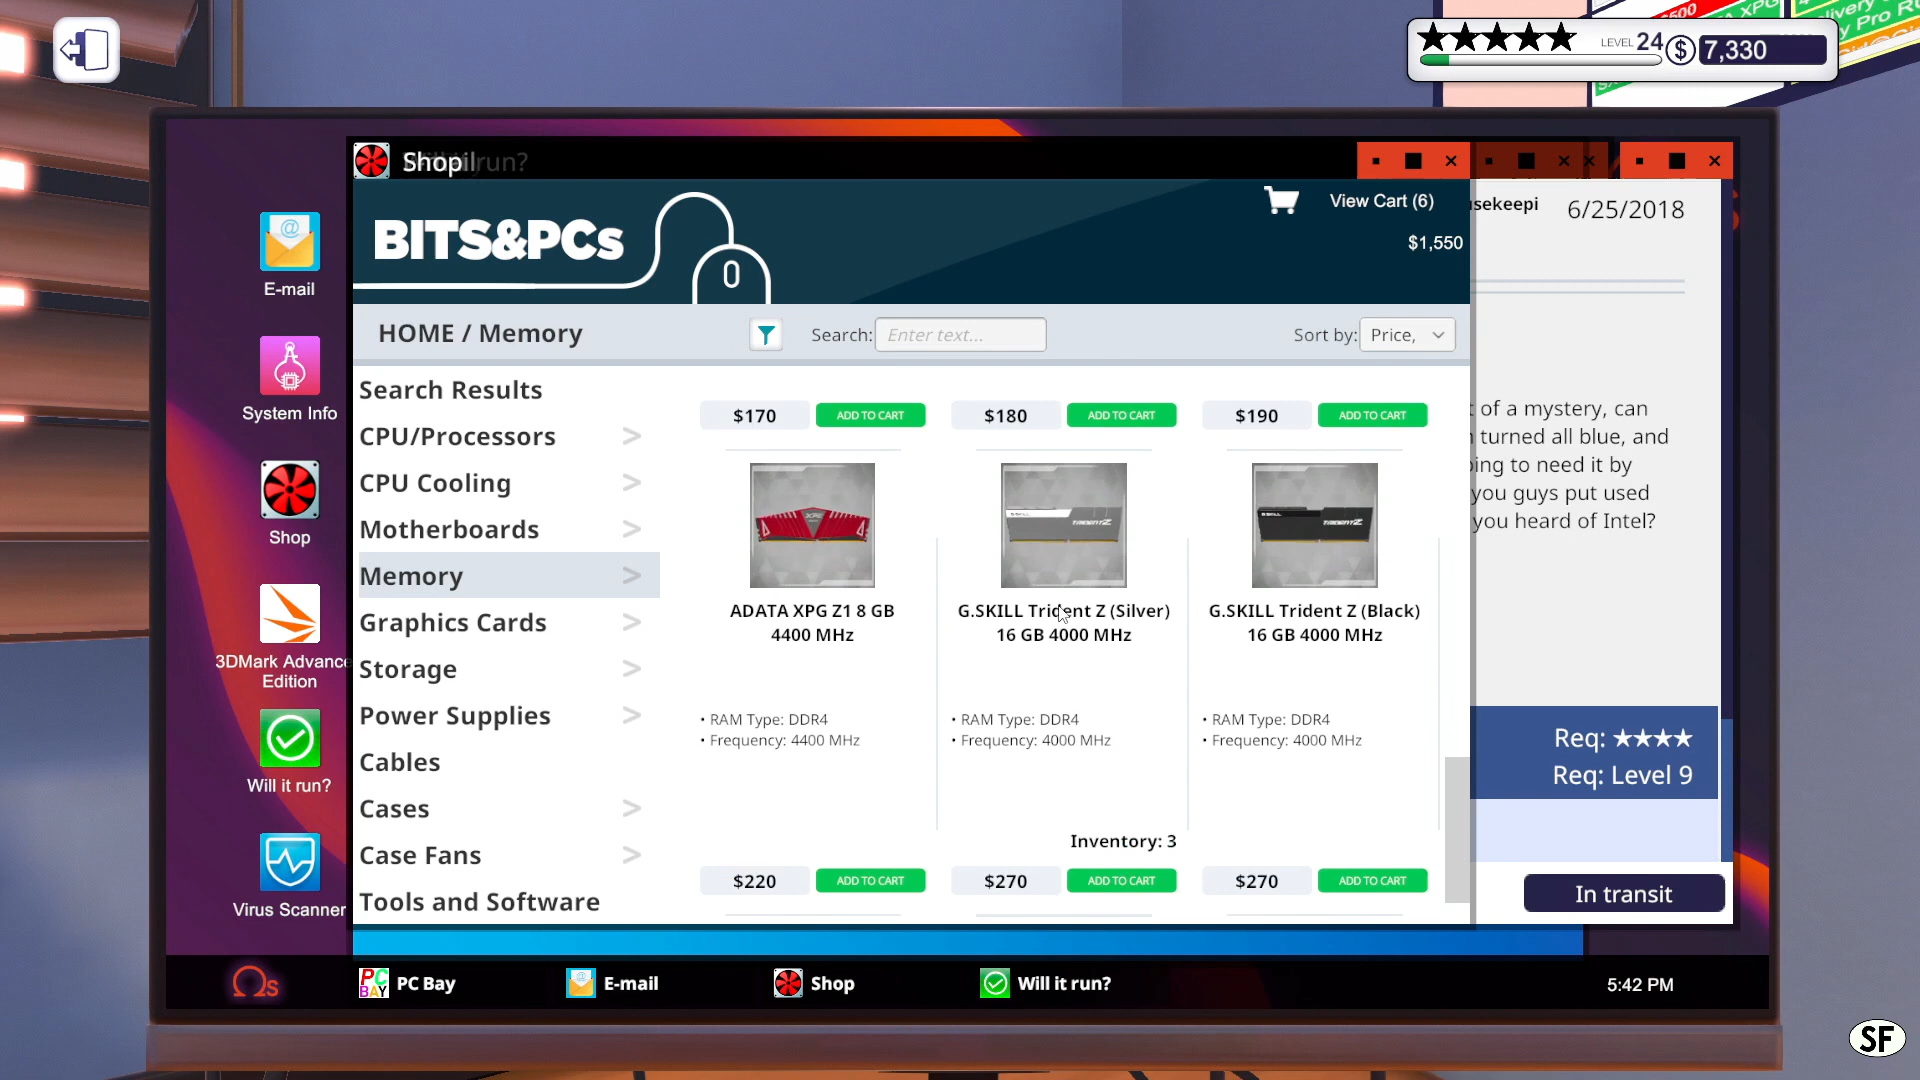 LEVEL 24
$ 7,330
Shop
BITS&PCs
View Cart (6)
$1,550
6/25/2018
HOME / Memory
Search:
Enter text...
Sort by:
Price,
Search Results
CPU/Processors >
CPU Cooling >
Motherboards >
Memory >
Graphics Cards >
Storage >
Power Supplies >
Cables
Cases >
Case Fans >
Tools and Software
$170 ADD TO CART
$180 ADD TO CART
$190 ADD TO CART
ADATA XPG Z1 8 GB
4400 MHz
• RAM Type: DDR4
• Frequency: 4400 MHz
$220 ADD TO CART
G.SKILL Trident Z (Silver)
16 GB 4000 MHz
• RAM Type: DDR4
• Frequency: 4000 MHz
Inventory: 3
$270 ADD TO CART
G.SKILL Trident Z (Black)
16 GB 4000 MHz
• RAM Type: DDR4
• Frequency: 4000 MHz
$270 ADD TO CART
of a mystery, can
turned all blue, and
to need it by
you guys put used
you heard of Intel?
Req: ★★★★
Req: Level 9
In transit
E-mail
System Info
Shop
3DMark Advance
Edition
Will it run?
Virus Scanner
PC Bay
E-mail
Shop
Will it run?
5:42 PM
SF